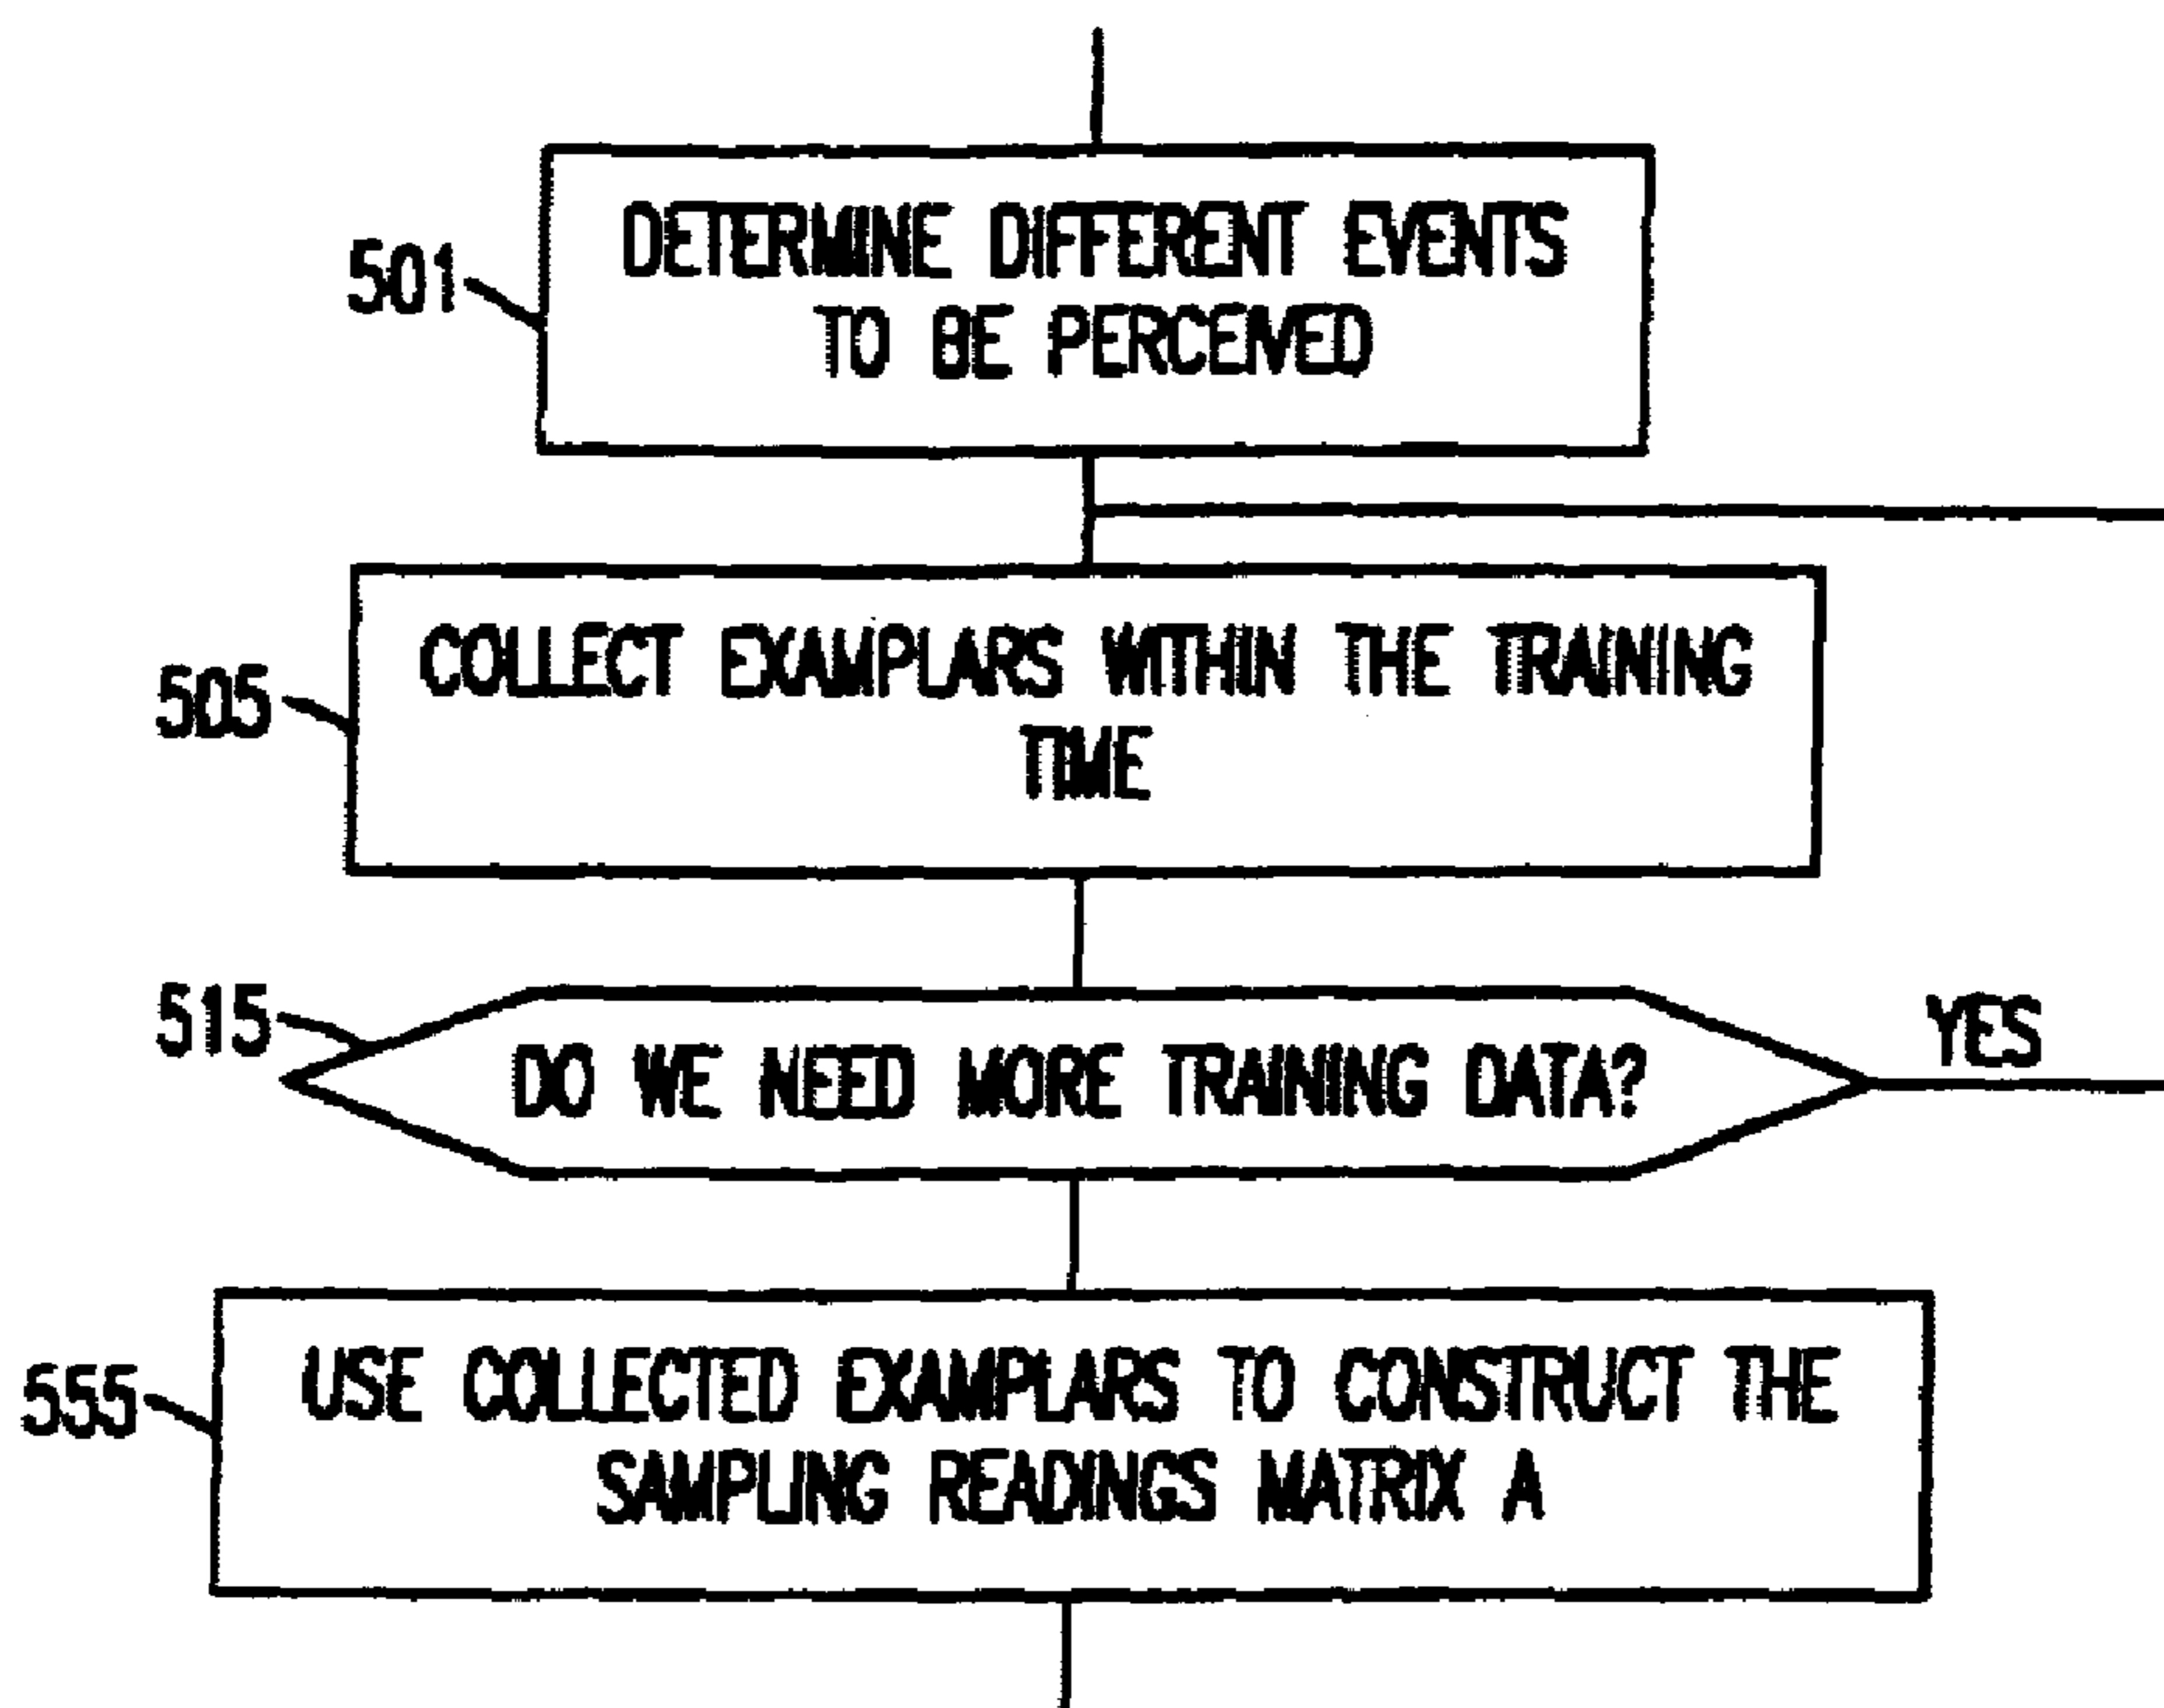 501
DETERMINE DIFFERENT EVENTS
TO BE PERCEIVED
505
COLLECT EXAMPLARS WITHIN THE TRAINING
TIME
515
DO WE NEED MORE TRAINING DATA?
YES
555
USE COLLECTED EXAMPLARS TO CONSTRUCT THE
SAMPLING READINGS MATRIX A